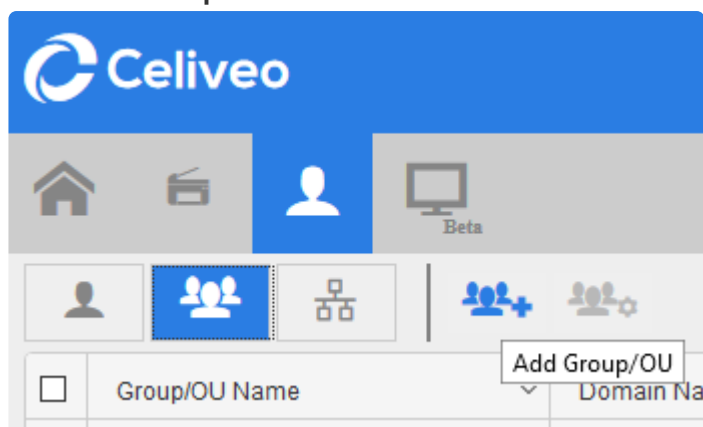 Celiveo
Beta
Add Group/OU
Group/OU Name
Domain Na